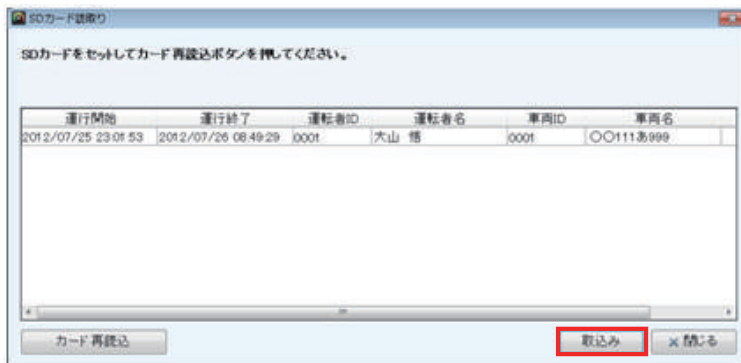 SDカード読取り
SDカードをセットしてカード再読込ボタンを押してください。
運行開始 運行終了 運転者ID 運転者名 車両ID 車両名
2012/07/25 23:01:53 2012/07/26 08:49:29 0001 大山 悟 0001 〇〇111あ999
カード再読込 取込み × 閉じる